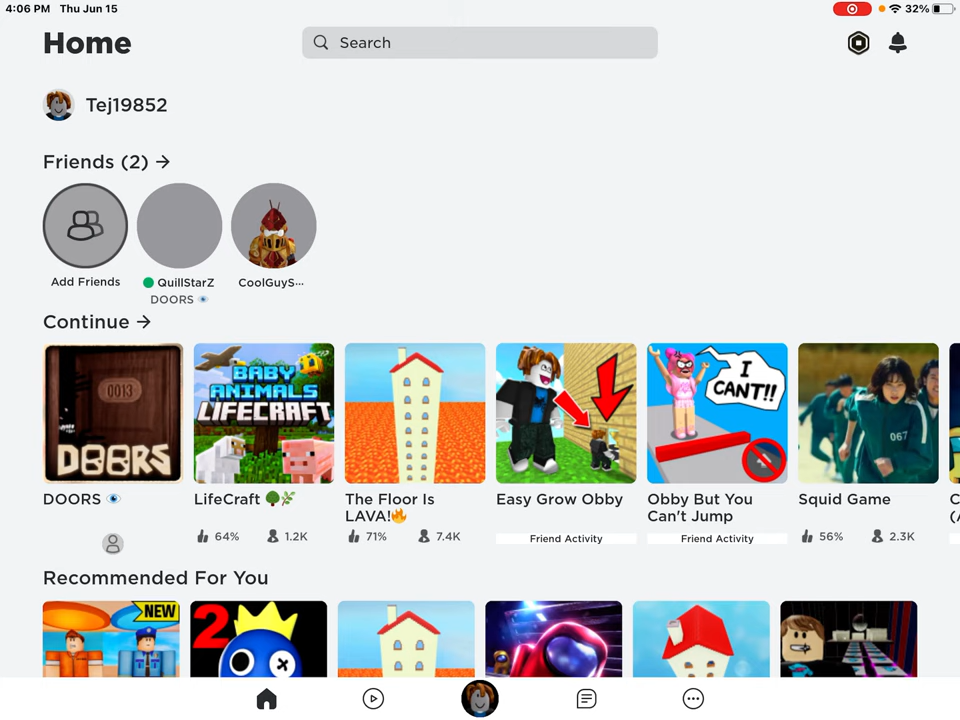 4:06 PM Thu Jun 15 32%
Home
Search
Tej19852
Friends (2) →
Add Friends
QuillStarZ
CoolGuyS...
DOORS
Continue →
0013
DOORS
BABY
ANIMALS
LIFECRAFT
I
CAN'T!!
067
DOORS
LifeCraft
The Floor Is
LAVA!
Easy Grow Obby
Obby But You
Can't Jump
Squid Game
64% 1.2K
71% 7.4K
Friend Activity
Friend Activity
56% 2.3K
Recommended For You
NEW
2